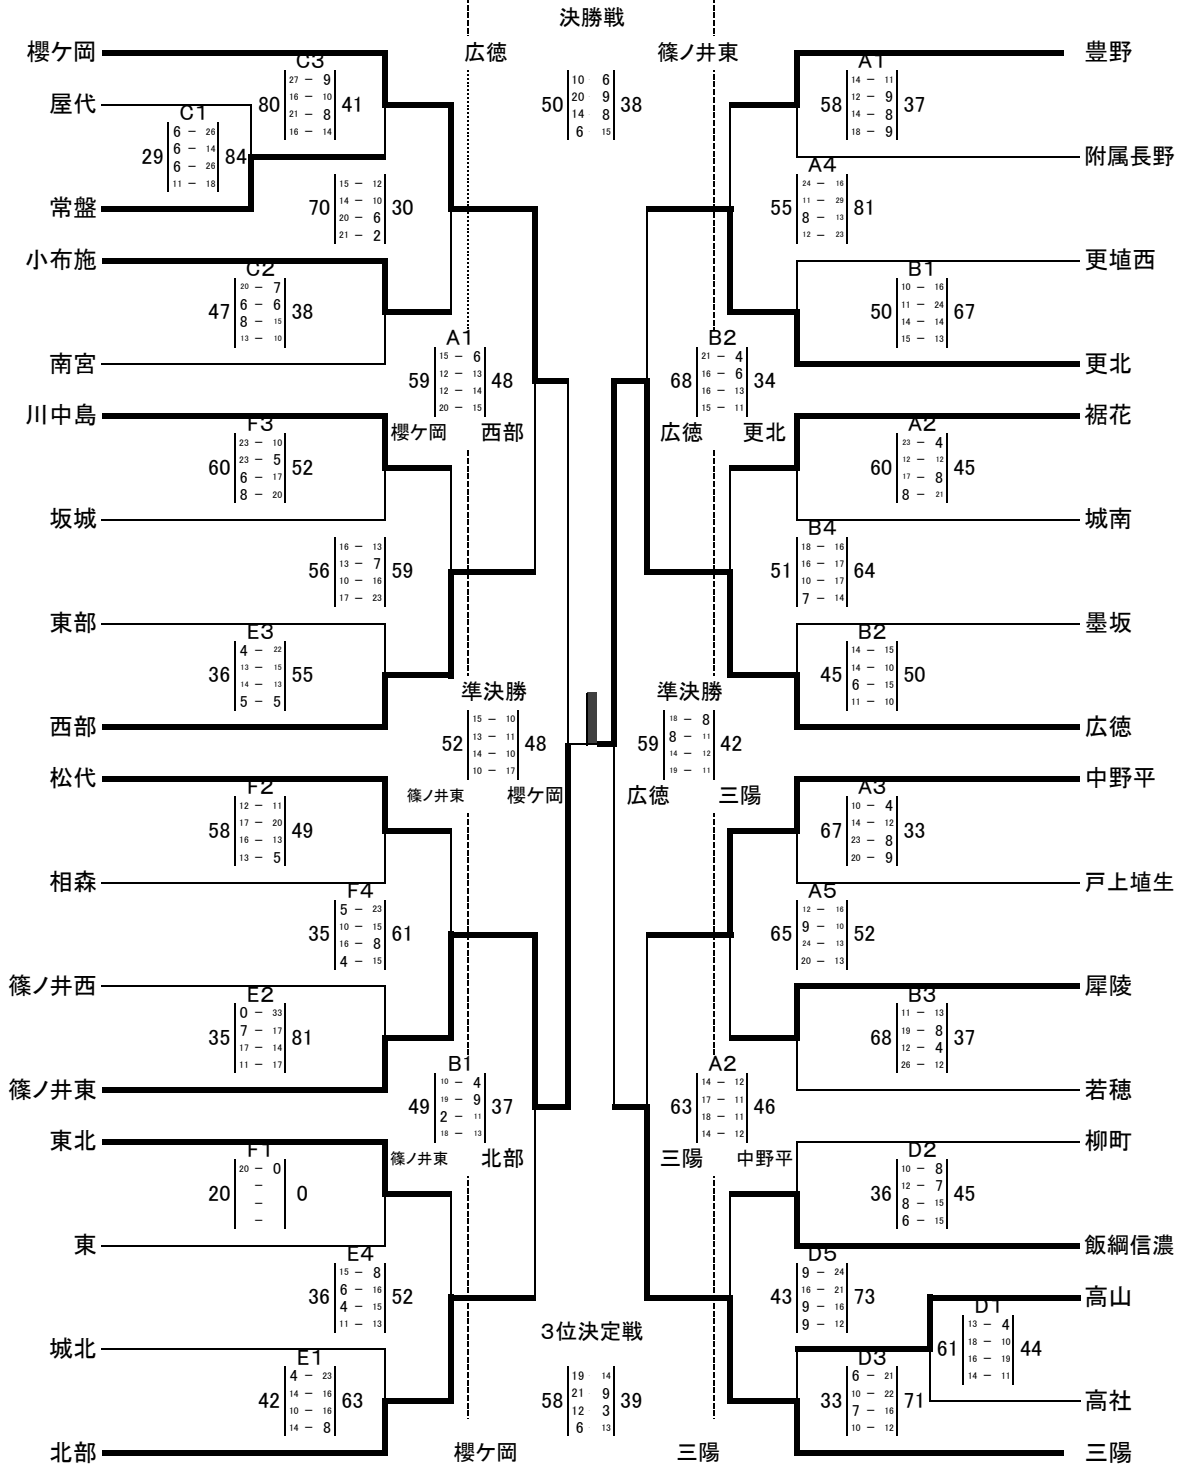 決勝戦
広徳 篠ノ井東
50 10 6 38
20 9
14 8
6 15
櫻ケ岡
C3
80 27 － 9 41
16 － 10
21 － 8
16 － 14
屋代
C1
29 6 － 26 84
6 － 14
6 － 26
11 － 18
常盤
70 15 － 12 30
14 － 10
20 － 6
21 － 2
小布施
C2
47 20 － 7 38
6 － 6
8 － 15
13 － 10
南宮
A1
59 15 － 6 48
12 － 13
12 － 14
20 － 15
櫻ケ岡 西部
川中島
F3
60 23 － 10 52
23 － 5
6 － 17
8 － 20
坂城
56 16 － 13 59
13 － 7
10 － 16
17 － 23
東部
E3
36 4 － 22 55
13 － 15
14 － 13
5 － 5
西部
準決勝
52 15 － 10 48
13 － 11
14 － 10
10 － 17
篠ノ井東 櫻ケ岡
松代
F2
58 12 － 11 49
17 － 20
16 － 13
13 － 5
相森
F4
35 5 － 23 61
10 － 15
16 － 8
4 － 15
篠ノ井西
E2
35 0 － 33 81
7 － 17
17 － 14
11 － 17
篠ノ井東
B1
49 10 － 4 37
19 － 9
2 － 11
18 － 13
篠ノ井東 北部
東北
F1
20 20 － 0 0
－
－
－
東
E4
36 15 － 8 52
6 － 16
4 － 15
11 － 13
城北
E1
42 4 － 23 63
14 － 16
10 － 16
14 － 8
北部
豊野
A1
58 14 － 11 37
12 － 9
14 － 8
18 － 9
附属長野
A4
55 24 － 16 81
11 － 29
8 － 13
12 － 23
更埴西
B1
50 10 － 16 67
11 － 24
14 － 14
15 － 13
更北
B2
68 21 － 4 34
16 － 6
16 － 13
15 － 11
広徳 更北
裾花
A2
60 23 － 4 45
12 － 12
17 － 8
8 － 21
城南
B4
51 18 － 16 64
16 － 17
10 － 17
7 － 14
墨坂
B2
45 14 － 15 50
14 － 10
6 － 15
11 － 10
広徳
準決勝
59 18 － 8 42
8 － 11
14 － 12
19 － 11
広徳 三陽
中野平
A3
67 10 － 4 33
14 － 12
23 － 8
20 － 9
戸上埴生
A5
65 12 － 16 52
9 － 10
24 － 13
20 － 13
犀陵
B3
68 11 － 13 37
19 － 8
12 － 4
26 － 12
若穂
A2
63 14 － 12 46
17 － 11
18 － 11
14 － 12
三陽 中野平
柳町
D2
36 10 － 8 45
12 － 7
8 － 15
6 － 15
飯綱信濃
D5
43 9 － 24 73
16 － 21
9 － 16
9 － 12
高山
D1
61 13 － 4 44
18 － 10
16 － 19
14 － 11
高社
D3
33 6 － 21 71
10 － 22
7 － 16
10 － 12
三陽
3位決定戦
58 19 14 39
21 9
12 3
6 13
櫻ケ岡 三陽